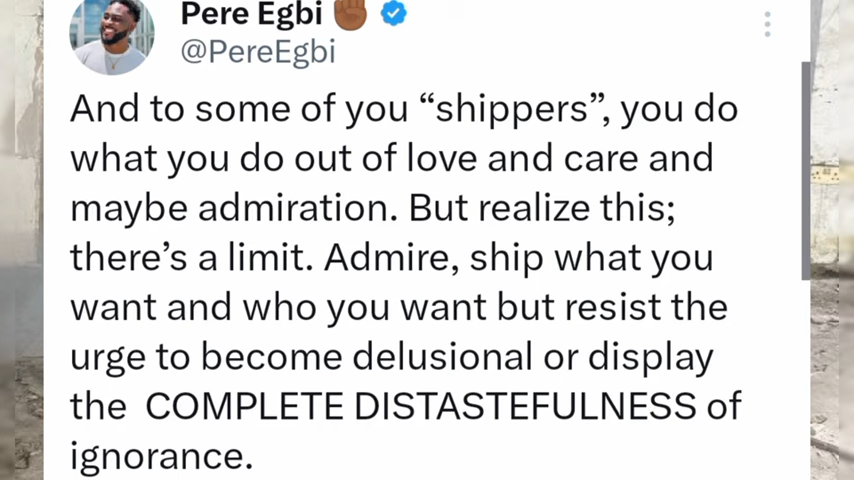 Pere Egbi ✊🏾
@PereEgbi
And to some of you “shippers”, you do
what you do out of love and care and
maybe admiration. But realize this;
there’s a limit. Admire, ship what you
want and who you want but resist the
urge to become delusional or display
the  COMPLETE DISTASTEFULNESS of
ignorance.